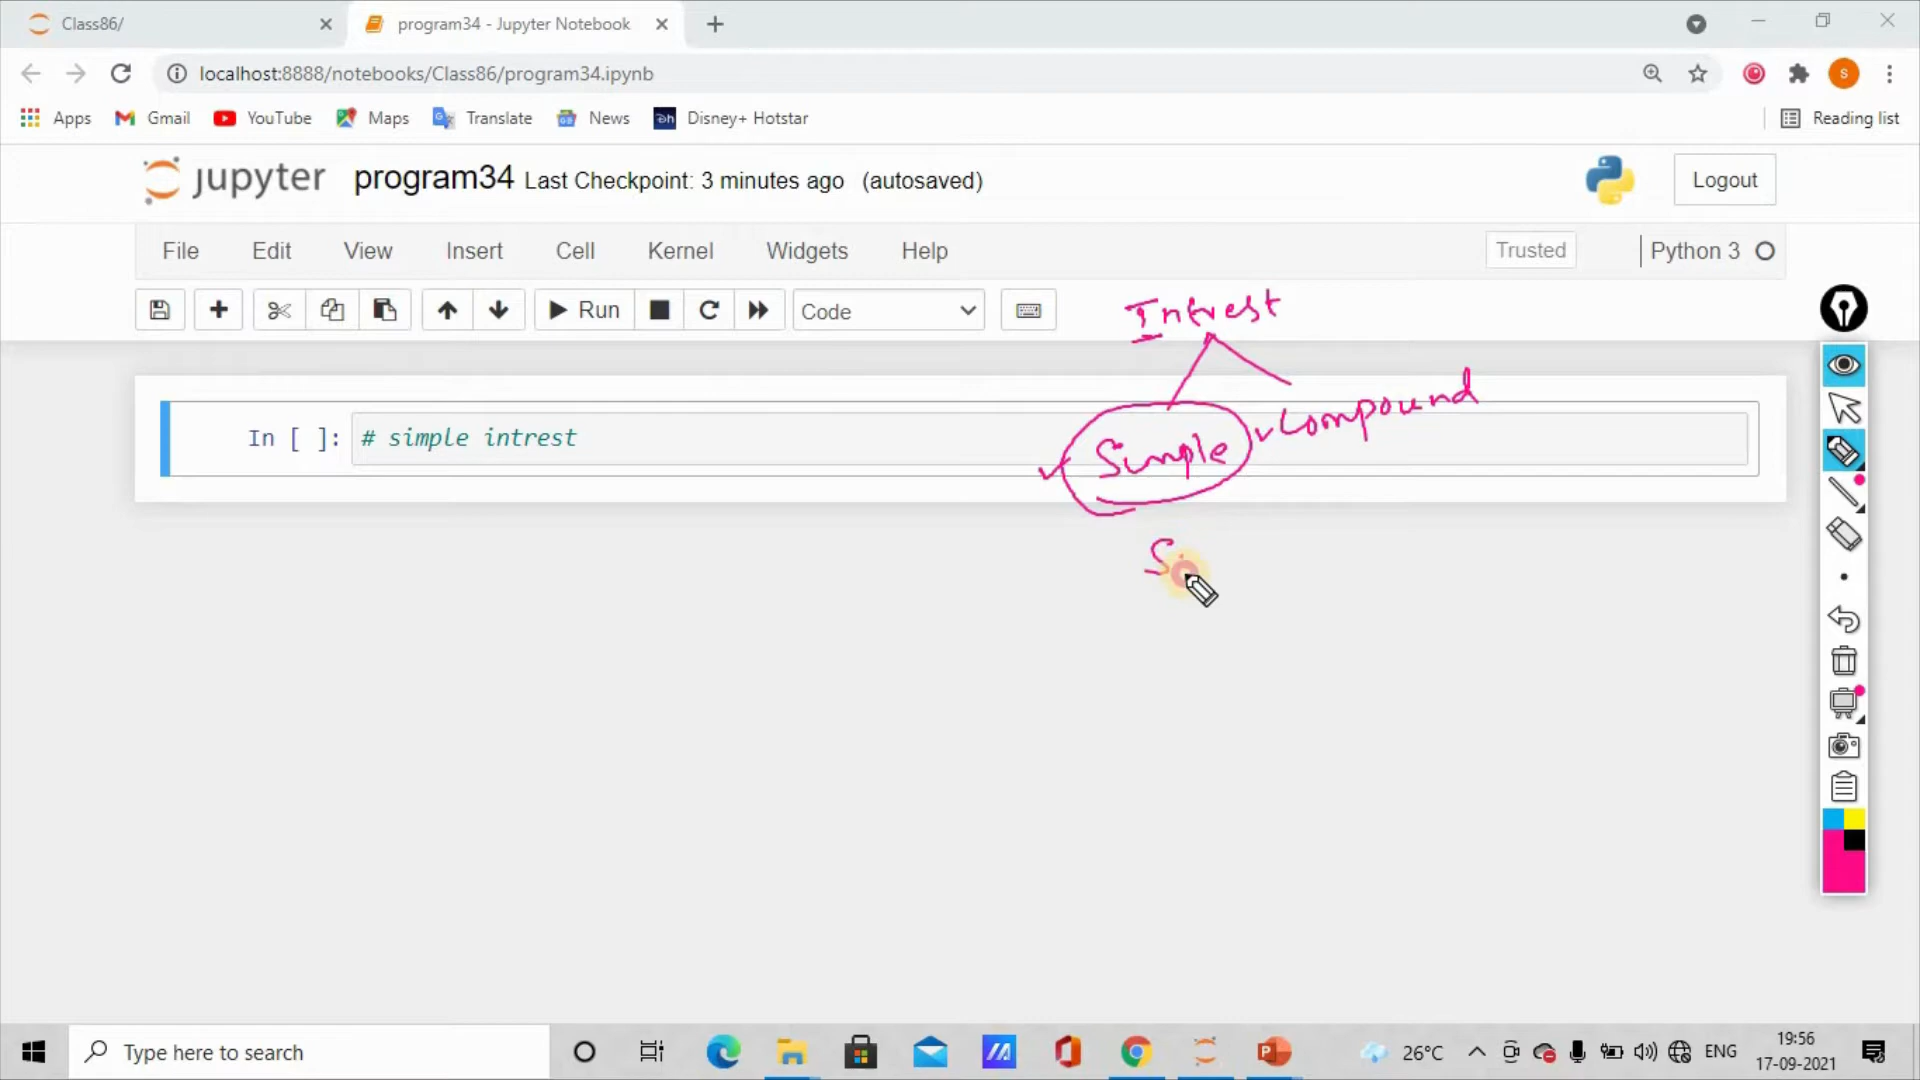 Class86/
program34 - Jupyter Notebook
localhost:8888/notebooks/Class86/program34.ipynb
S
Apps Gmail YouTube Maps Translate News Disney+ Hotstar Reading list
jupyter program34 Last Checkpoint: 3 minutes ago (autosaved) Logout
File Edit View Insert Cell Kernel Widgets Help Trusted Python 3
Run Code
Intrest
Simple Compound
In [ ]: # simple intrest
S
Type here to search
26°C ENG 19:56
17-09-2021